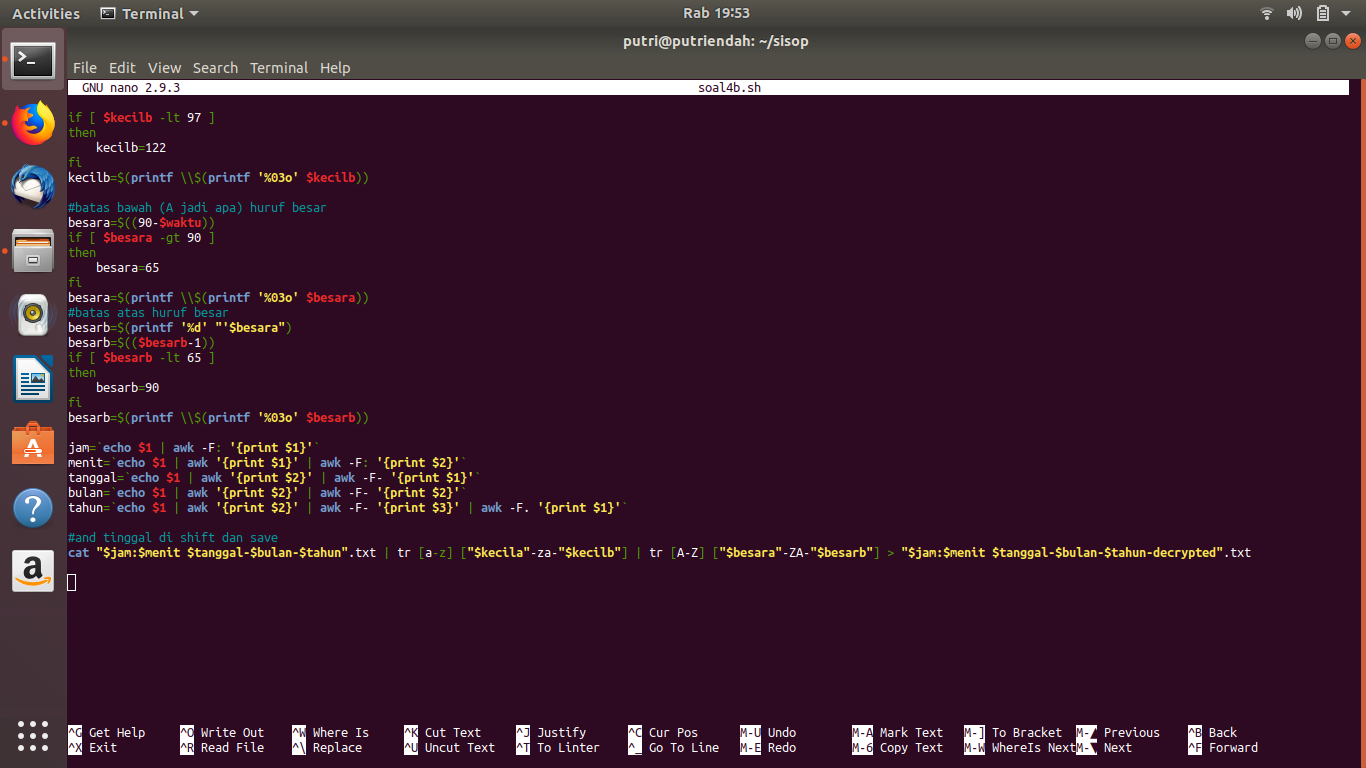 Activities Terminal Rab 19:53
putri@putriendah: ~/sisop
File Edit View Search Terminal Help
GNU nano 2.9.3 soal4b.sh
if [ $kecilb -lt 97 ]
then
    kecilb=122
fi
kecilb=$(printf \\$(printf '%03o' $kecilb))

#batas bawah (A jadi apa) huruf besar
besara=$((90-$waktu))
if [ $besara -gt 90 ]
then
    besara=65
fi
besara=$(printf \\$(printf '%03o' $besara))
#batas atas huruf besar
besarb=$(printf '%d' "'$besara")
besarb=$(($besarb-1))
if [ $besarb -lt 65 ]
then
    besarb=90
fi
besarb=$(printf \\$(printf '%03o' $besarb))

jam=`echo $1 | awk -F: '{print $1}'`
menit=`echo $1 | awk '{print $1}' | awk -F: '{print $2}'`
tanggal=`echo $1 | awk '{print $2}' | awk -F- '{print $1}'`
bulan=`echo $1 | awk '{print $2}' | awk -F- '{print $2}'`
tahun=`echo $1 | awk '{print $2}' | awk -F- '{print $3}' | awk -F. '{print $1}'`

#and tinggal di shift dan save
cat "$jam:$menit $tanggal-$bulan-$tahun".txt | tr [a-z] ["$kecila"-za-"$kecilb"] | tr [A-Z] ["$besara"-ZA-"$besarb"] > "$jam:$menit $tanggal-$bulan-$tahun-decrypted".txt

^G Get Help ^O Write Out ^W Where Is ^K Cut Text ^J Justify ^C Cur Pos M-U Undo M-A Mark Text M-] To Bracket M-▲ Previous ^B Back
^X Exit ^R Read File ^\ Replace ^U Uncut Text ^T To Linter ^_ Go To Line M-E Redo M-6 Copy Text M-W WhereIs Next M-▼ Next ^F Forward